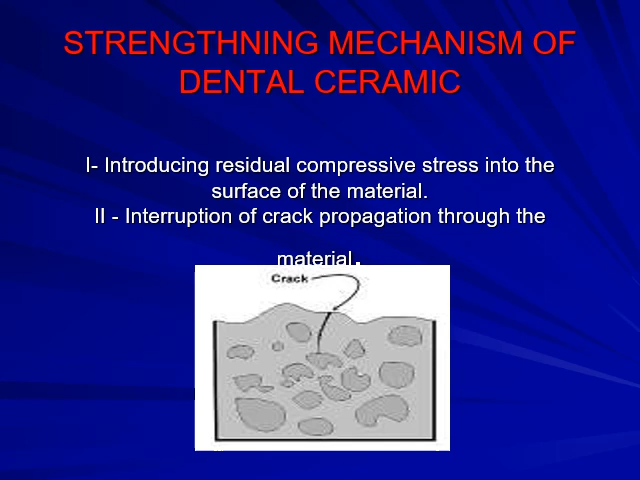 STRENGTHNING MECHANISM OF
DENTAL CERAMIC
I- Introducing residual compressive stress into the
surface of the material.
II - Interruption of crack propagation through the
material.
Crack